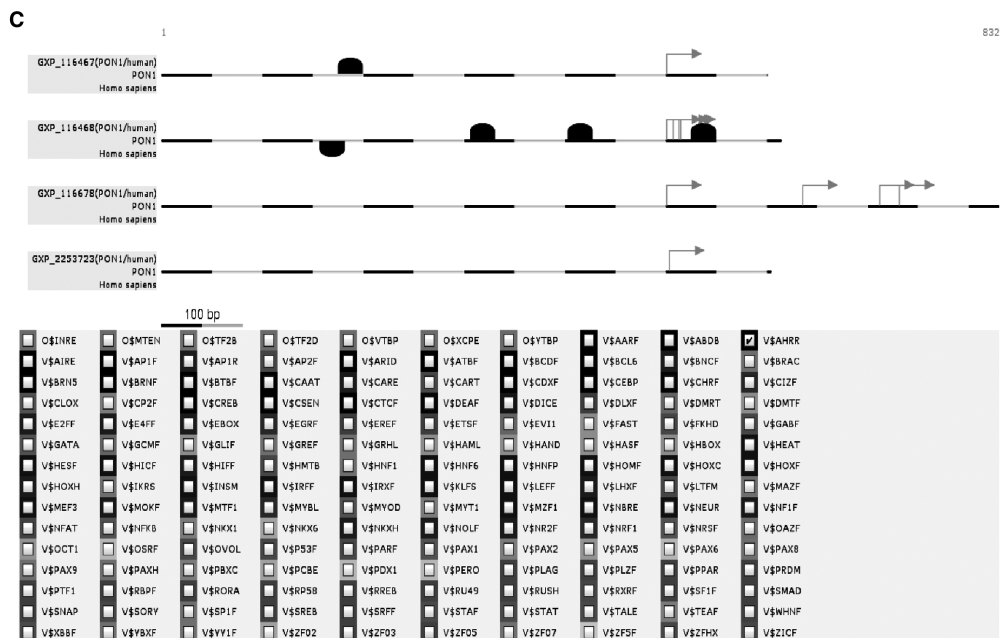 C
1 832
GXP_116467(PON1/human)
PON1
Homo sapiens
GXP_116468(PON1/human)
PON1
Homo sapiens
GXP_116678(PON1/human)
PON1
Homo sapiens
GXP_2253723(PON1/human)
PON1
Homo sapiens
100 bp
O$INRE O$MTEN O$TF2B O$TF2D O$VTBP O$XCPE O$YTBP V$AARF V$ABDB V$AHRR
V$AIRE V$AP1F V$AP1R V$AP2F V$ARID V$ATBF V$BCDF V$BCL6 V$BNCF V$BRAC
V$BRN5 V$BRNF V$BTBF V$CAAT V$CARE V$CART V$CDXF V$CEBP V$CHRF V$CIZF
V$CLOX V$CP2F V$CREB V$CSEN V$CTCF V$DEAF V$DICE V$DLXF V$DMRT V$DMTF
V$E2FF V$E4FF V$EBOX V$EGRF V$EREF V$ETSF V$EVI1 V$FAST V$FKHD V$GABF
V$GATA V$GCMF V$GLIF V$GREF V$GRHL V$HAML V$HAND V$HASF V$HBOX V$HEAT
V$HESF V$HICF V$HIFF V$HMTB V$HNF1 V$HNF6 V$HNFP V$HOMF V$HOXC V$HOXF
V$HOXH V$IKRS V$INSM V$IRFF V$IRXF V$KLFS V$LEFF V$LHXF V$LTFM V$MAZF
V$MEF3 V$MOKF V$MTF1 V$MYBL V$MYOD V$MYT1 V$MZF1 V$NBRE V$NEUR V$NF1F
V$NFAT V$NFKB V$NKX1 V$NKX6 V$NKXH V$NOLF V$NR2F V$NRF1 V$NRSF V$OAZF
V$OCT1 V$OSRF V$OVOL V$P53F V$PARF V$PAX1 V$PAX2 V$PAX5 V$PAX6 V$PAX8
V$PAX9 V$PAXH V$PBXC V$PCBE V$PDX1 V$PERO V$PLAG V$PLZF V$PPAR V$PRDM
V$PTF1 V$RBPF V$RORA V$RP58 V$RREB V$RU49 V$RUSH V$RXRF V$SF1F V$SMAD
V$SNAP V$SORY V$SP1F V$SREB V$SRFF V$STAF V$STAT V$TALE V$TEAF V$WHNF
V$XBBF V$YBXF V$YY1F V$ZF02 V$ZF03 V$ZF05 V$ZF07 V$ZF5F V$ZFHX V$ZICF